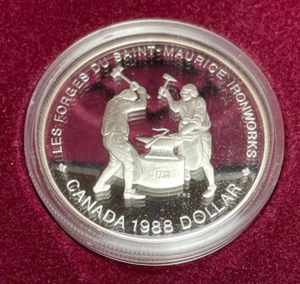 LES FORGES DU SAINT-MAURICE IRONWORKS
1738
CANADA 1988 DOLLAR